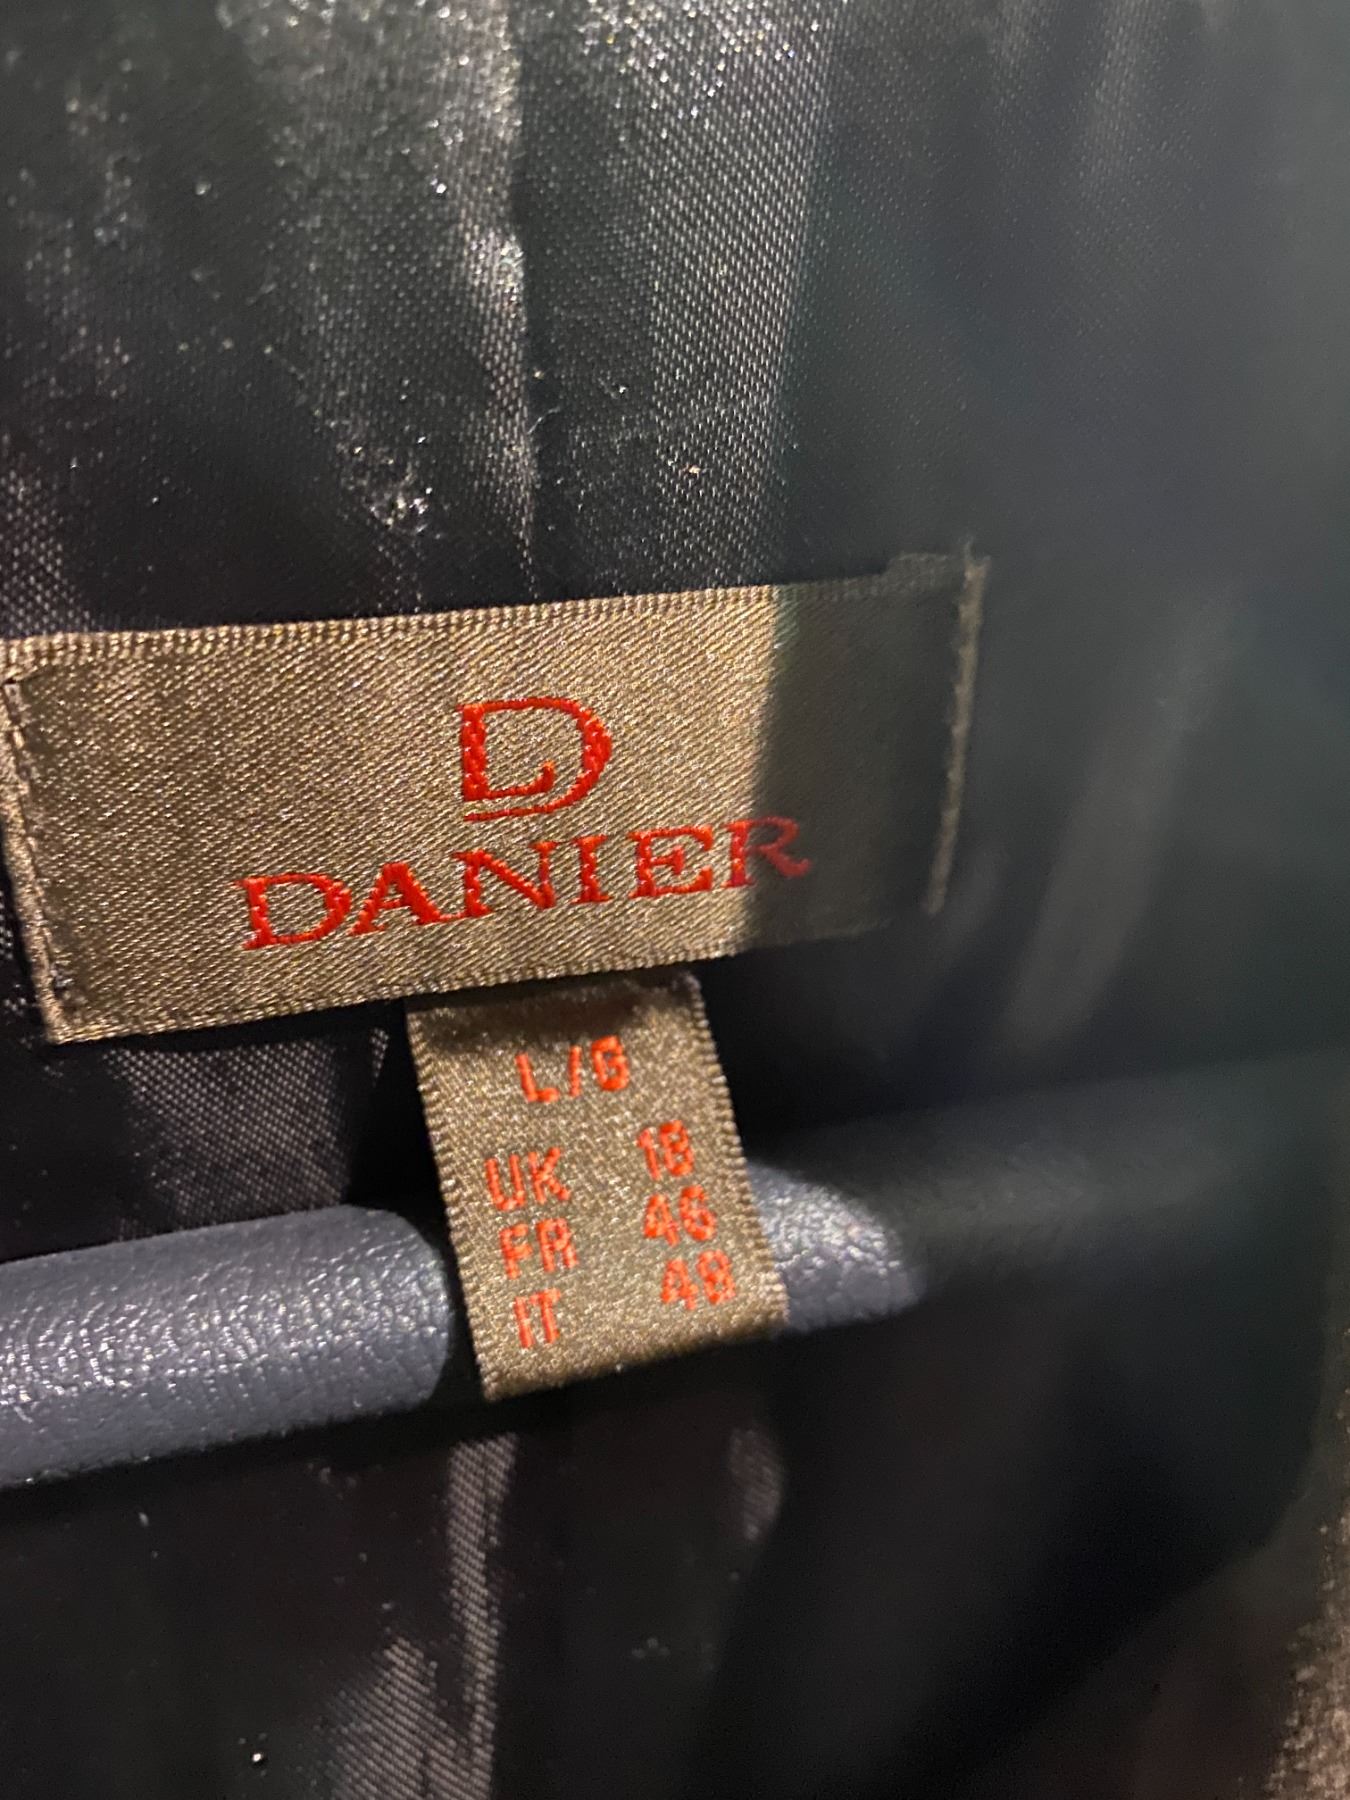 D
DANIER
L/G
UK 18
FR 46
IT 48